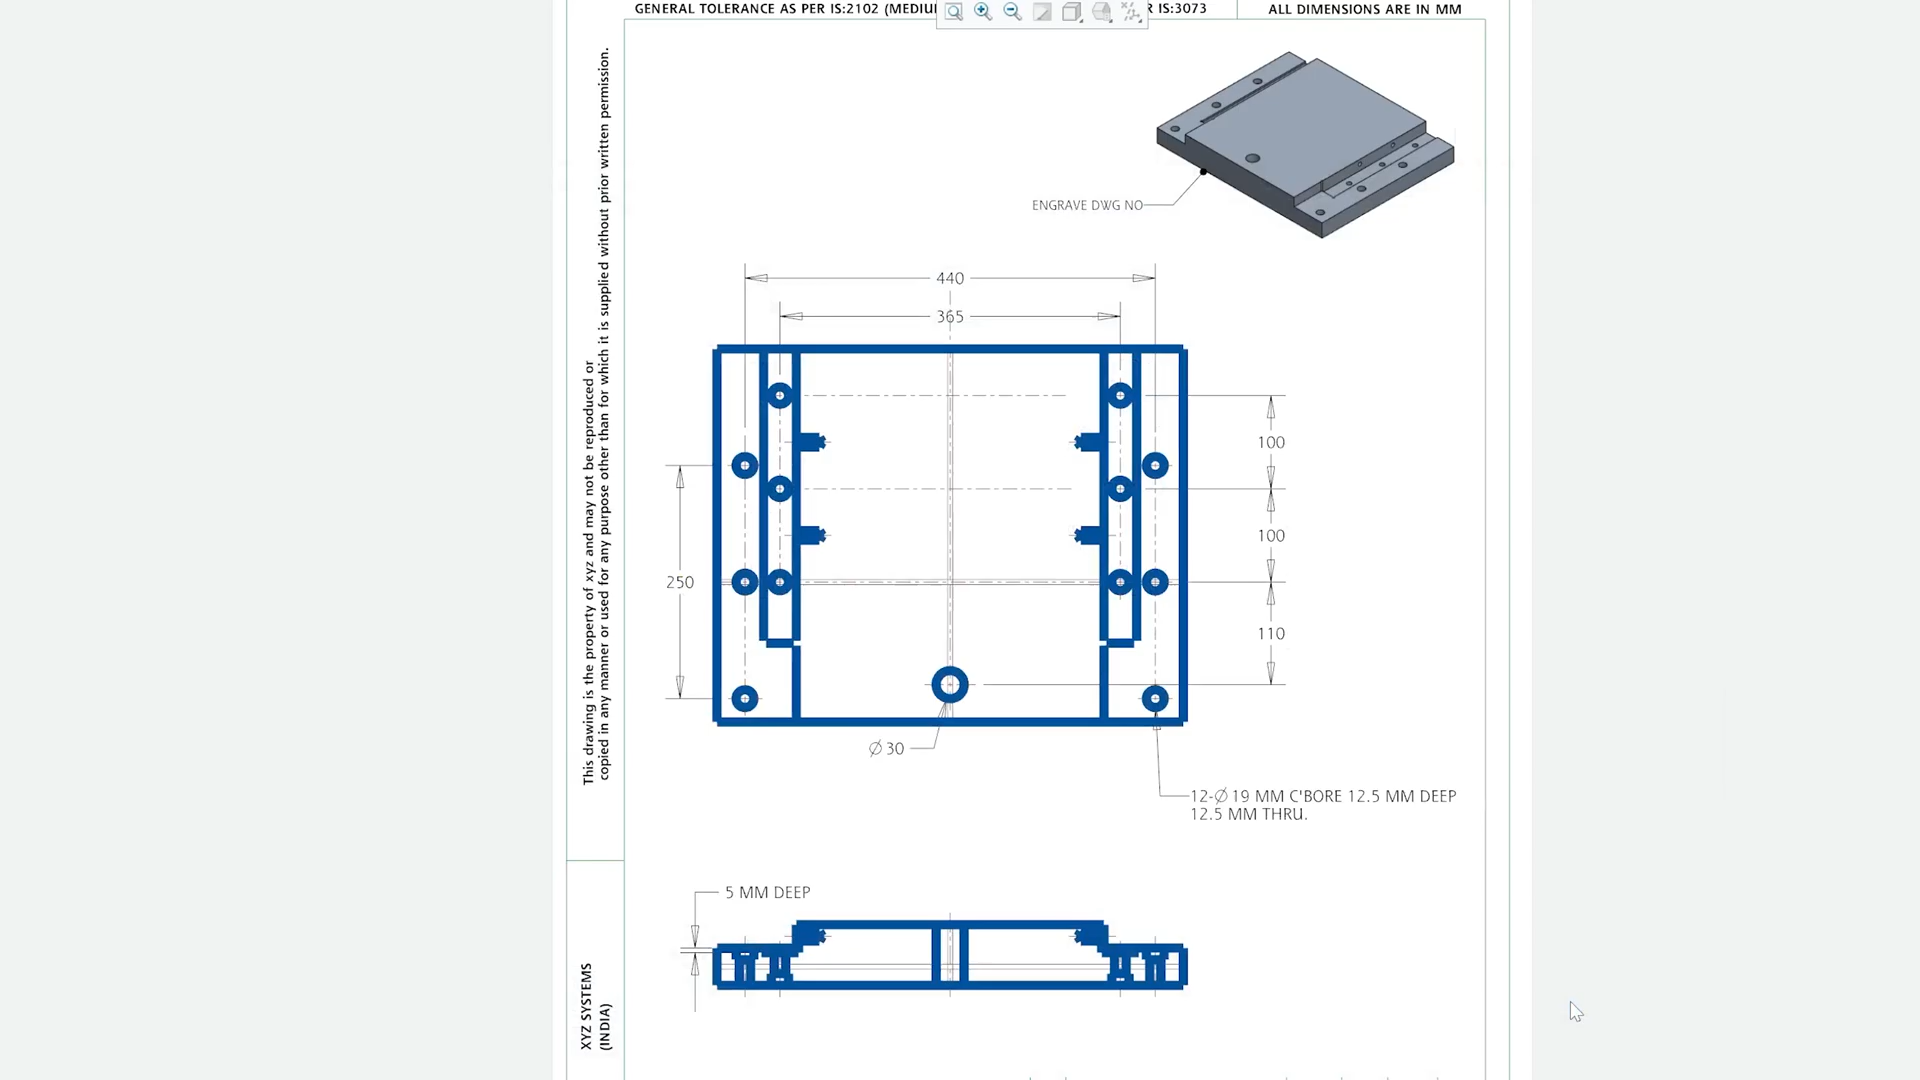 GENERAL TOLERANCE AS PER IS:2102 (MEDIU
R IS:3073
ALL DIMENSIONS ARE IN MM
This drawing is the property of xyz and may not be reproduced or
copied in any manner or used for any purpose other than for which it is supplied without prior written permission.
ENGRAVE DWG NO
440
365
100
100
250
110
Ø 30
12-Ø 19 MM C'BORE 12.5 MM DEEP
12.5 MM THRU.
5 MM DEEP
XYZ SYSTEMS
(INDIA)